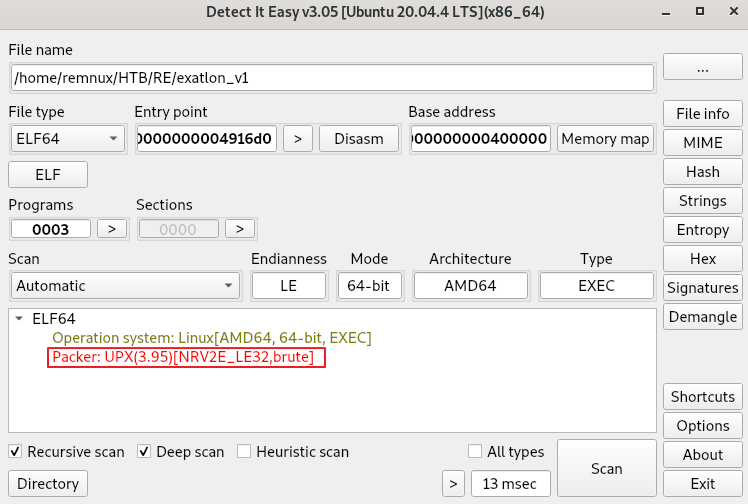 Detect It Easy v3.05 [Ubuntu 20.04.4 LTS](x86_64)
File name
/home/remnux/HTB/RE/exatlon_v1
...
File type
Entry point
Base address
ELF64
0000000004916d0
>
Disasm
000000000400000
Memory map
File info
MIME
ELF
Hash
Programs
Sections
Strings
0003
>
0000
>
Entropy
Scan
Endianness
Mode
Architecture
Type
Hex
Automatic
LE
64-bit
AMD64
EXEC
Signatures
ELF64
Demangle
Operation system: Linux[AMD64, 64-bit, EXEC]
Packer: UPX(3.95)[NRV2E_LE32,brute]
Shortcuts
Options
Recursive scan
Deep scan
Heuristic scan
All types
Scan
About
Directory
>
13 msec
Exit